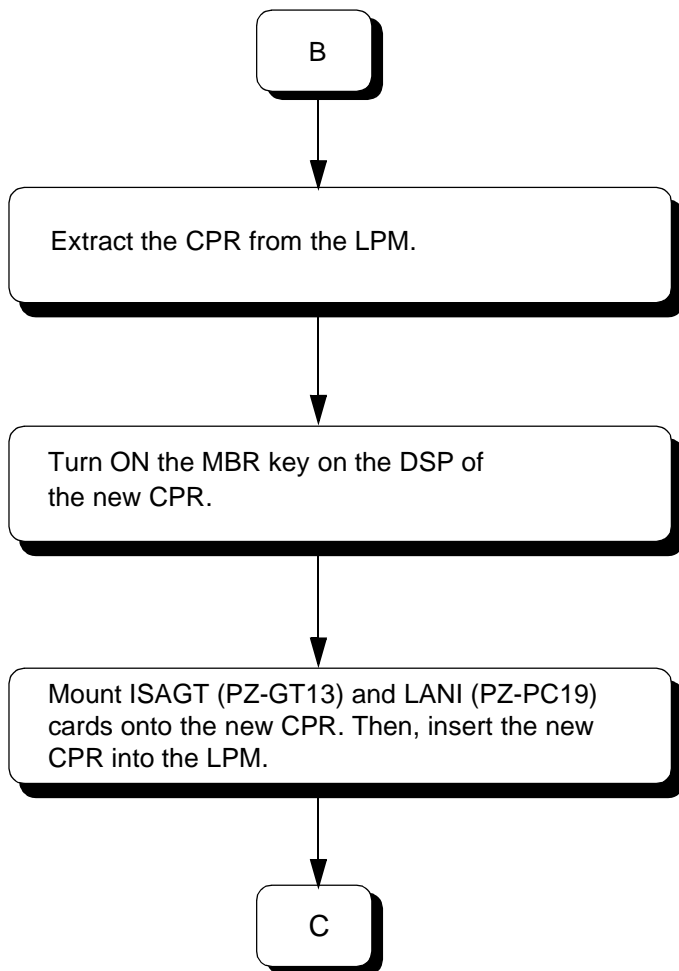 B
Extract the CPR from the LPM.
Turn ON the MBR key on the DSP of
the new CPR.
Mount ISAGT (PZ-GT13) and LANI (PZ-PC19)
cards onto the new CPR. Then, insert the new
CPR into the LPM.
C